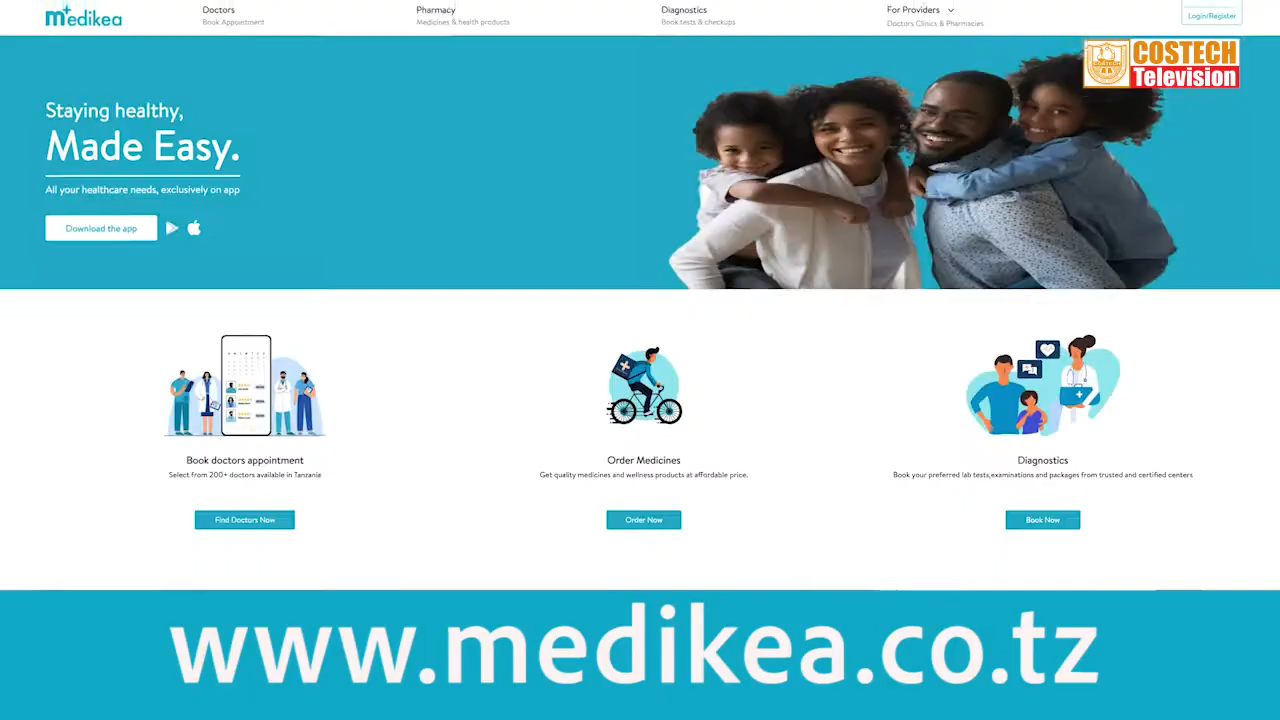 medikea
Doctors
Book Appointment
Pharmacy
Medicines & health products
Diagnostics
Book tests & checkups
For Providers
Doctors Clinics & Pharmacies
Login/Register
COSTECH
COSTECH
Television
Staying healthy,
Made Easy.
All your healthcare needs, exclusively on app
Download the app
Book doctors appointment
Select from 200+ doctors available in Tanzania
Find Doctors Now
Order Medicines
Get quality medicines and wellness products at affordable price.
Order Now
Diagnostics
Book your preferred lab tests,examinations and packages from trusted and certified centers
Book Now
www.medikea.co.tz